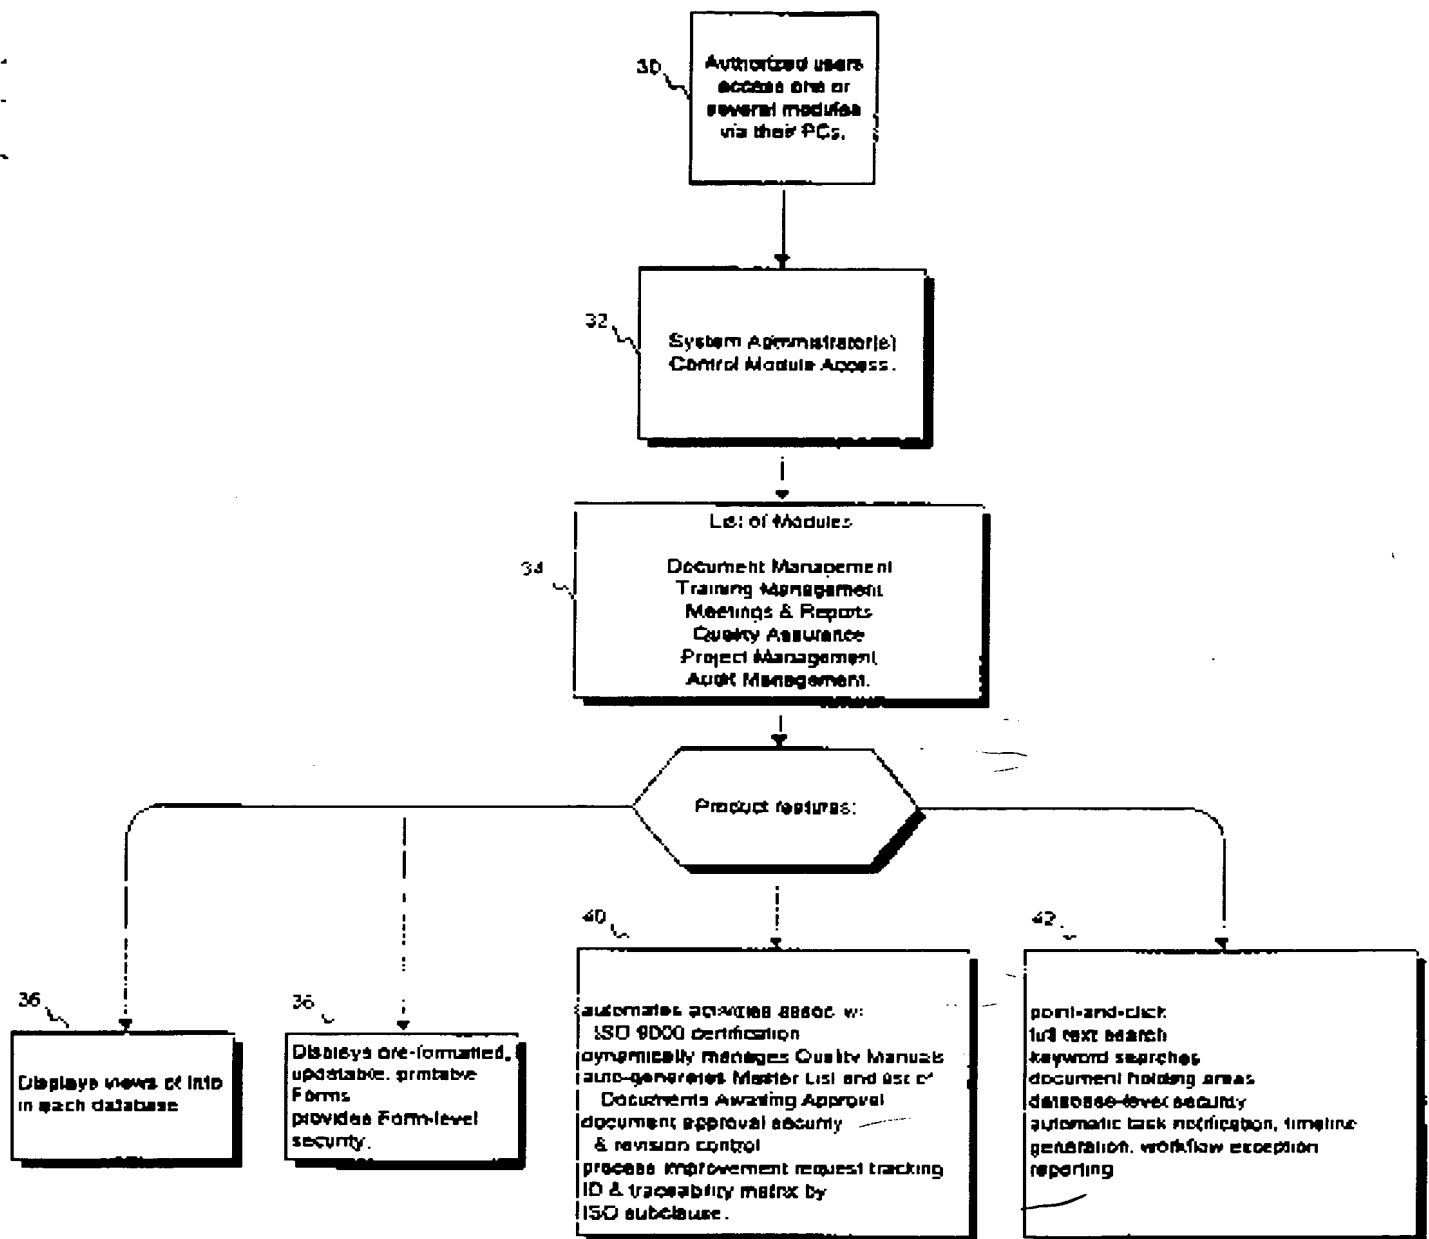 30
Authorized users
access one or
several modules
via their PCs.
32
System Administrator(s)
Control Module Access.
34
List of Modules
Document Management
Training Management
Meetings & Reports
Quality Assurance
Project Management
Audit Management.
Product features:
36
Displays views of info
in each database
36
Displays pre-formatted,
updatable, printable
Forms
provides Form-level
security.
40
automates activities assoc. w/
ISO 9000 certification
dynamically manages Quality Manuals
auto-generates Master List and list of
Documents Awaiting Approval
document approval security
& revision control
process improvement request tracking
ID & traceability matrix by
ISO subclause.
42
point-and-click
full text search
keyword searches
document holding areas
database-level security
automatic task notification, timeline
generation, workflow exception
reporting